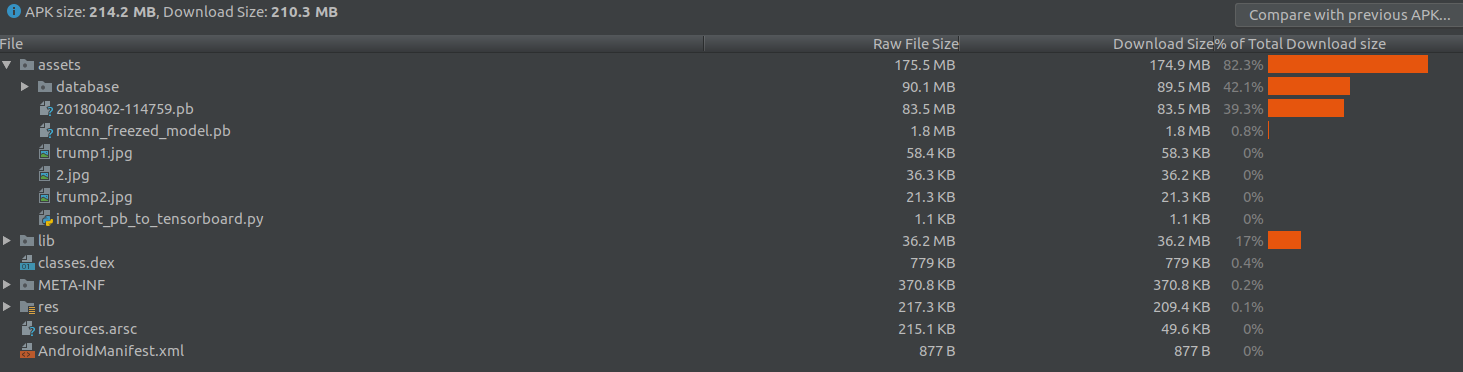 APK size: 214.2 MB, Download Size: 210.3 MB
Compare with previous APK...
File Raw File Size Download Size % of Total Download size
assets 175.5 MB 174.9 MB 82.3%
database 90.1 MB 89.5 MB 42.1%
20180402-114759.pb 83.5 MB 83.5 MB 39.3%
mtcnn_freezed_model.pb 1.8 MB 1.8 MB 0.8%
trump1.jpg 58.4 KB 58.3 KB 0%
2.jpg 36.3 KB 36.2 KB 0%
trump2.jpg 21.3 KB 21.3 KB 0%
import_pb_to_tensorboard.py 1.1 KB 1.1 KB 0%
lib 36.2 MB 36.2 MB 17%
classes.dex 779 KB 779 KB 0.4%
META-INF 370.8 KB 370.8 KB 0.2%
res 217.3 KB 209.4 KB 0.1%
resources.arsc 215.1 KB 49.6 KB 0%
AndroidManifest.xml 877 B 877 B 0%